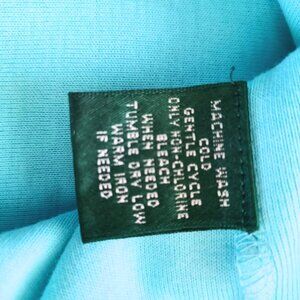 MACHINE WASH
COLD
GENTLE CYCLE
ONLY NON-CHLORINE
BLEACH
WHEN NEEDED
TUMBLE DRY LOW
WARM IRON
IF NEEDED